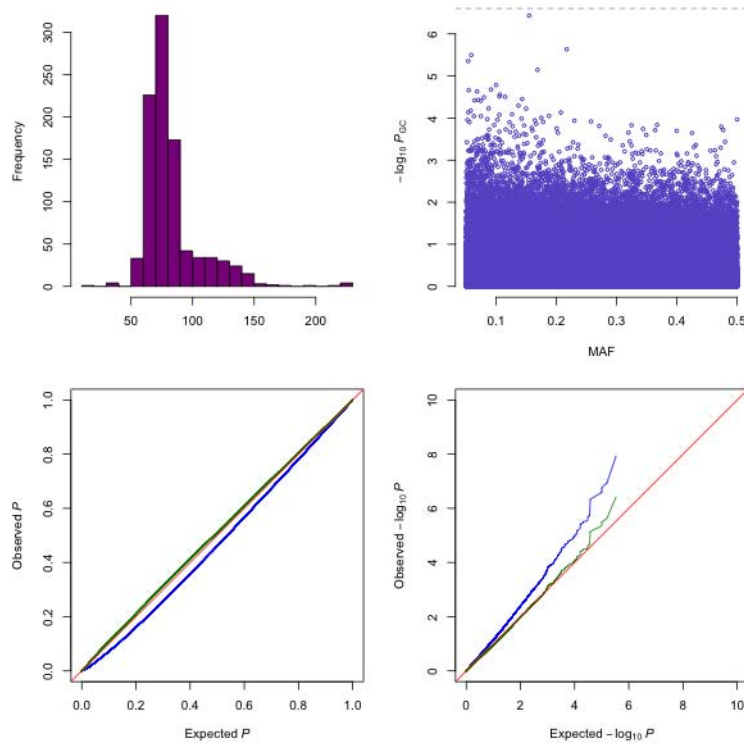 Frequency
300
250
200
150
100
50
0
50 100 150 200
− log10 PGC
6
5
4
3
2
1
0
0.1 0.2 0.3 0.4 0.5
MAF
Observed P
1.0
0.8
0.6
0.4
0.2
0.0
0.0 0.2 0.4 0.6 0.8 1.0
Expected P
Observed − log10 P
10
8
6
4
2
0
0 2 4 6 8 10
Expected − log10 P